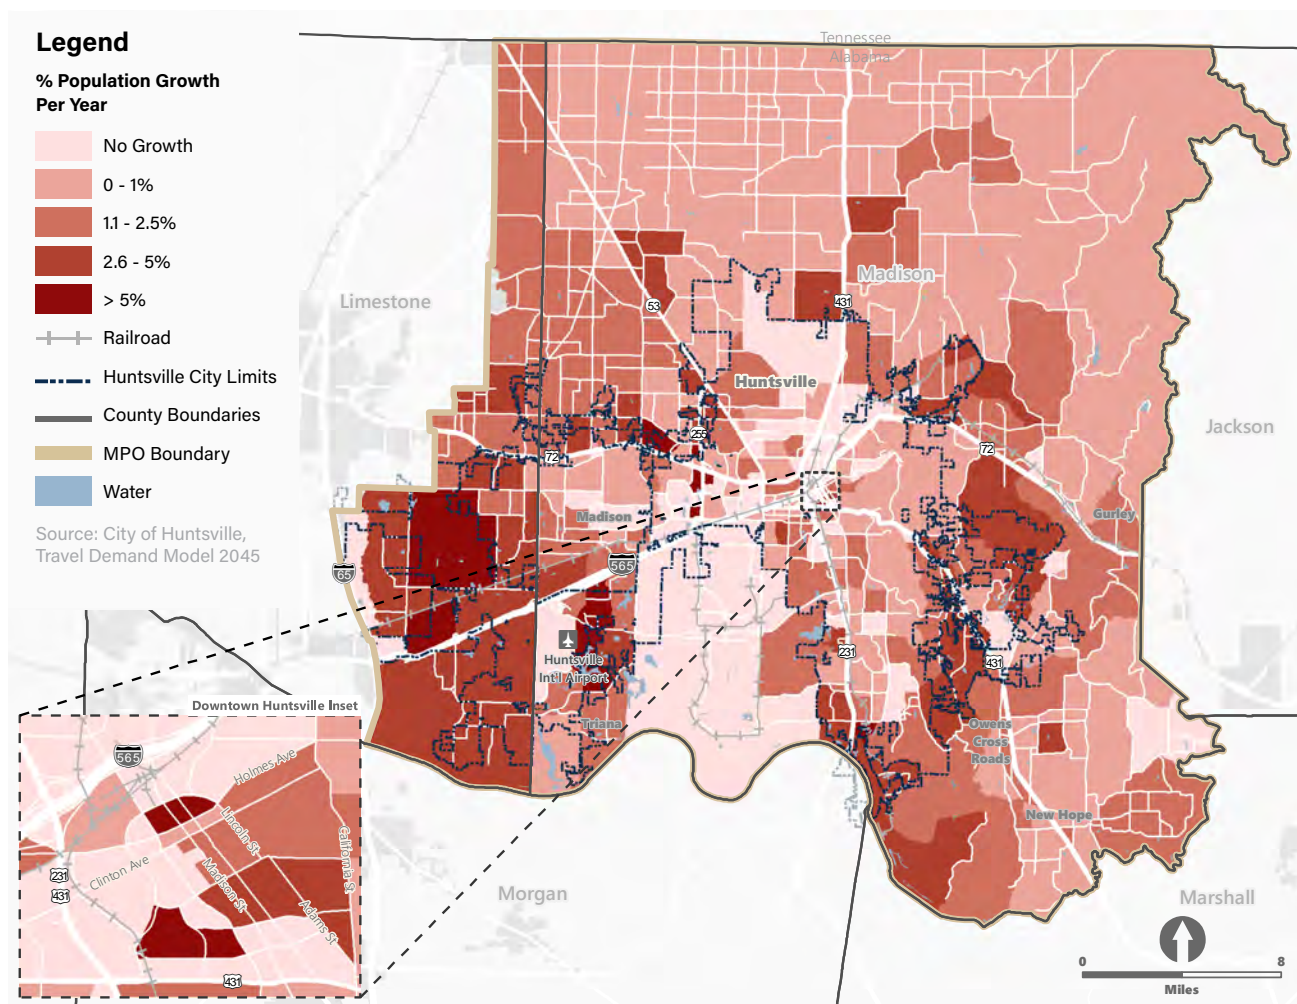 Legend
% Population Growth
Per Year
No Growth
0 - 1%
1.1 - 2.5%
2.6 - 5%
> 5%
Railroad
Huntsville City Limits
County Boundaries
MPO Boundary
Water
Source: City of Huntsville,
Travel Demand Model 2045
Tennessee
Alabama
Limestone
Madison
53
431
Huntsville
255
72
72
Jackson
Madison
Gurley
565
65
Huntsville
Int'l Airport
231
431
Triana
Owens
Cross
Roads
New Hope
Morgan
Marshall
0 8
Miles
Downtown Huntsville Inset
565
Holmes Ave
Lincoln St
California St
Clinton Ave
Madison St
Adams St
231
431
431